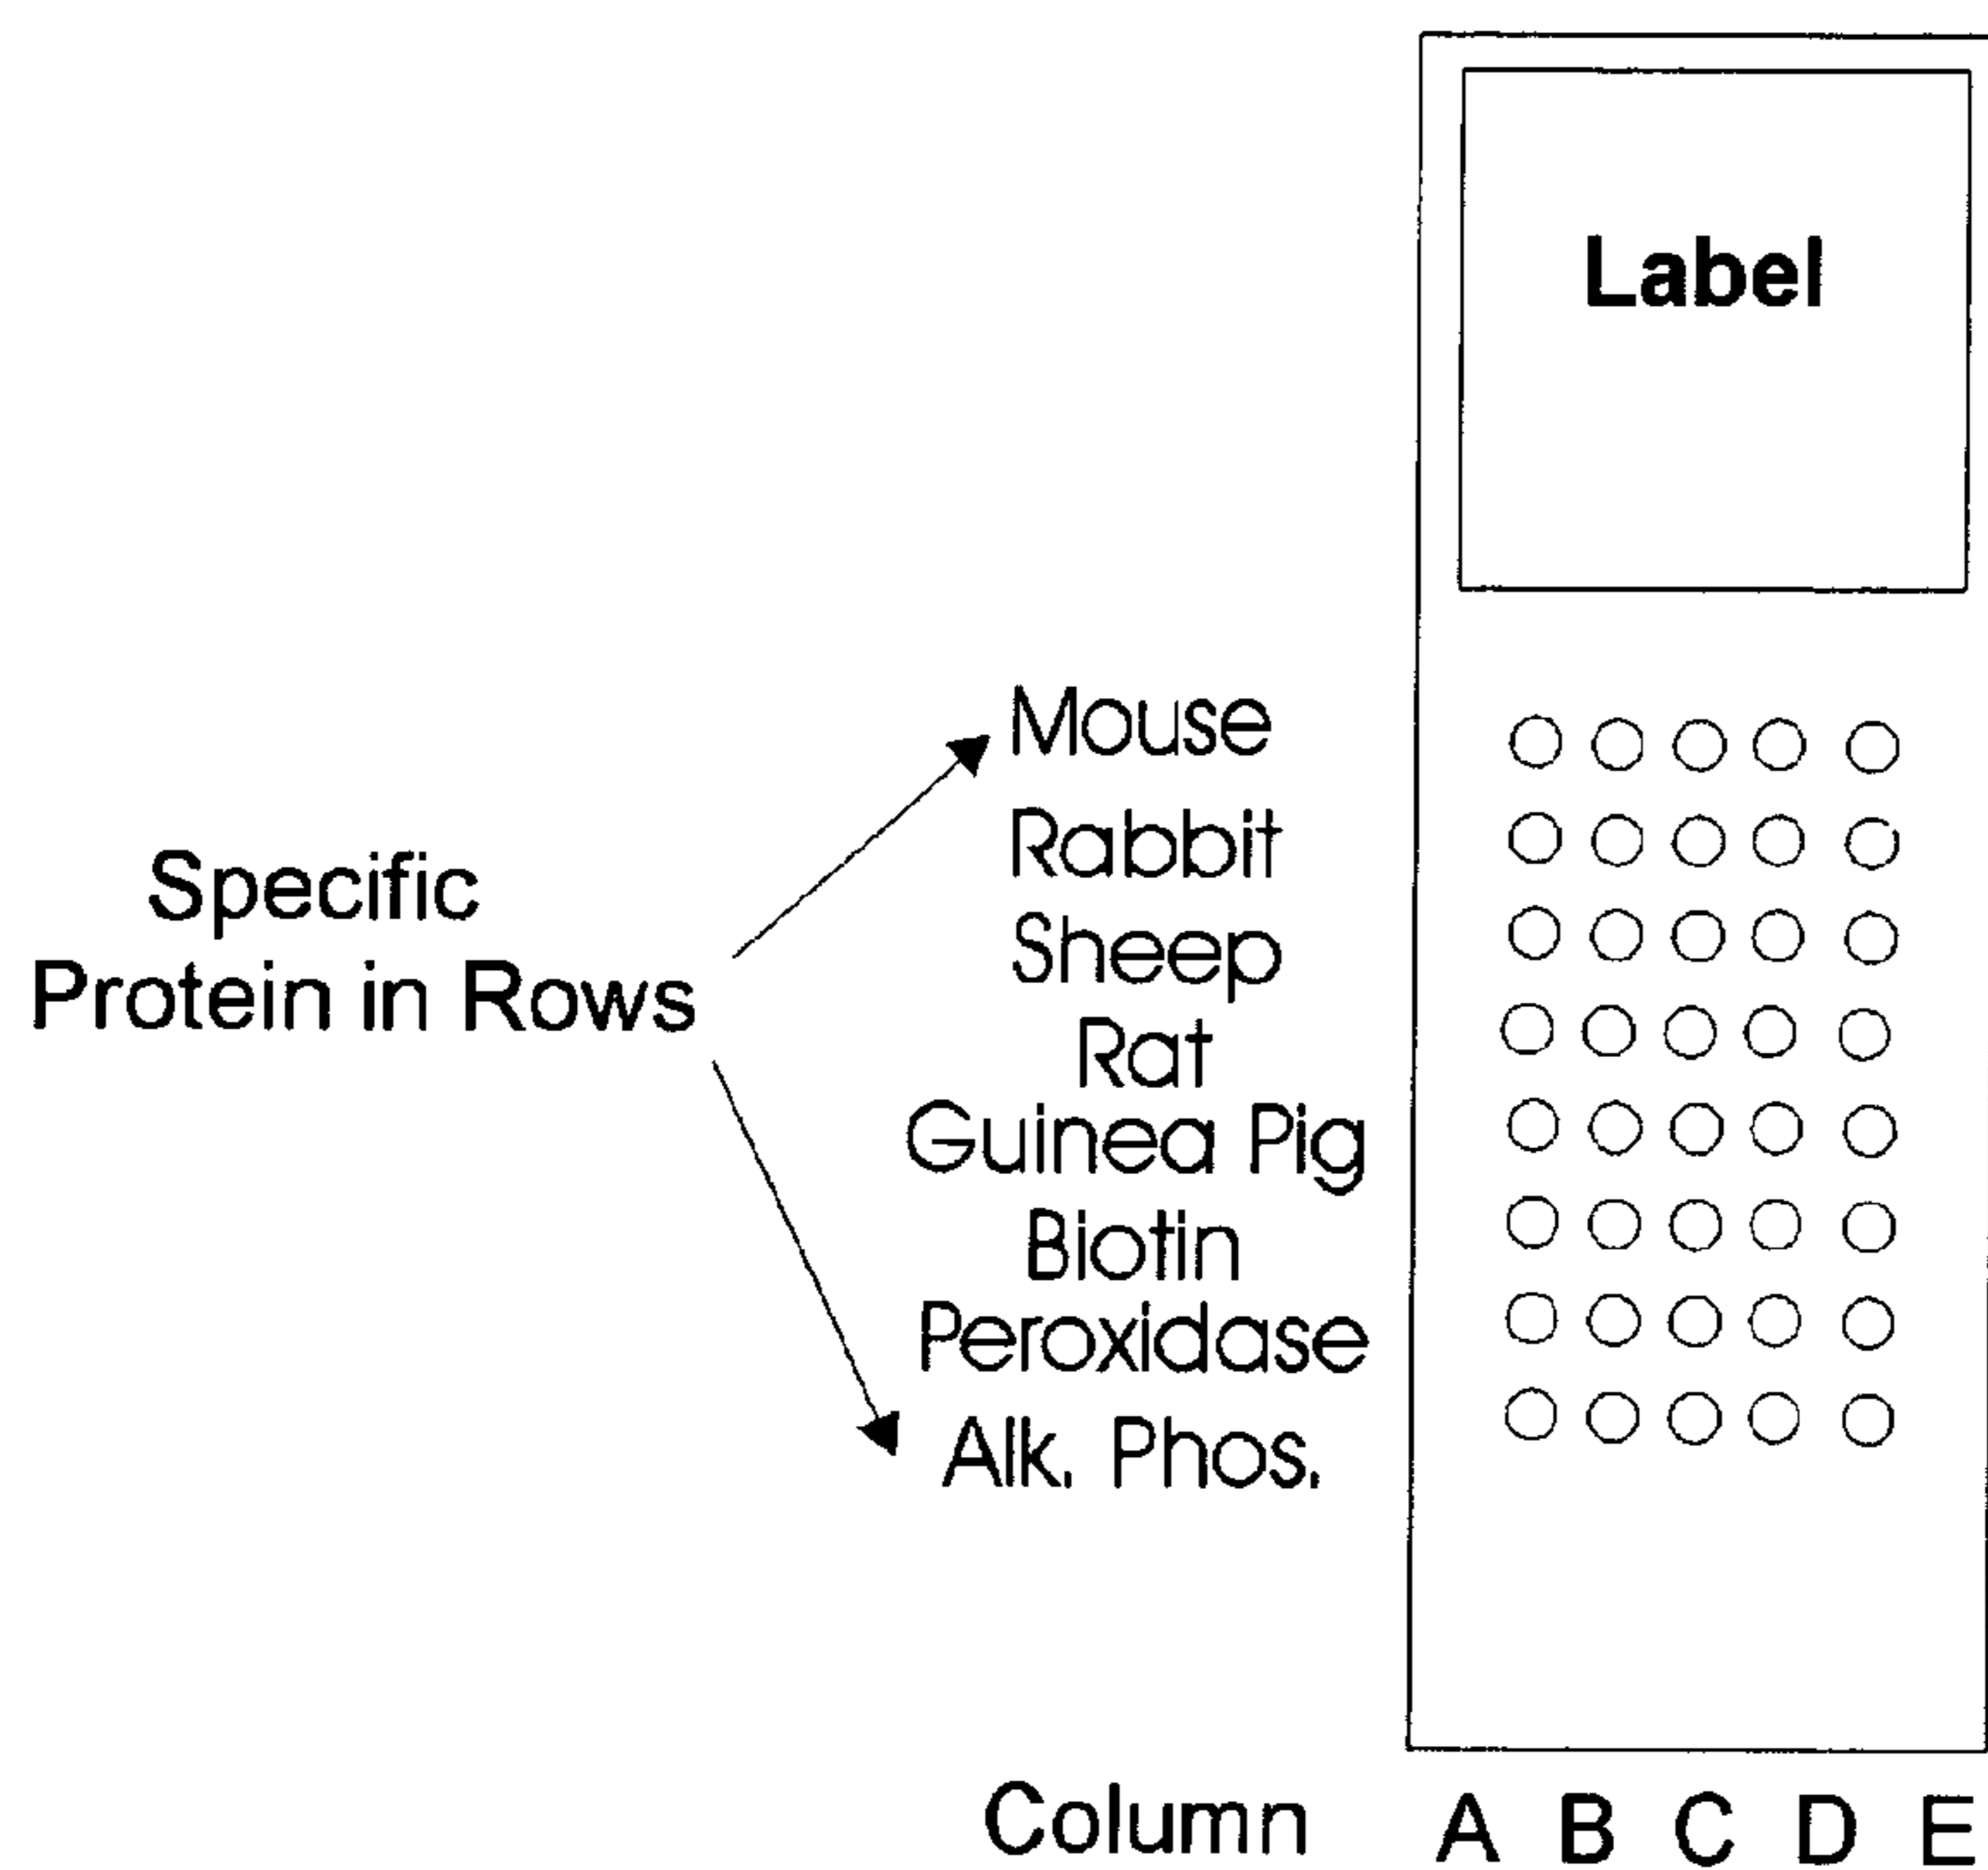 Label
Specific
Protein in Rows
Mouse
Rabbit
Sheep
Rat
Guinea Pig
Biotin
Peroxidase
Alk. Phos.
Column A B C D E